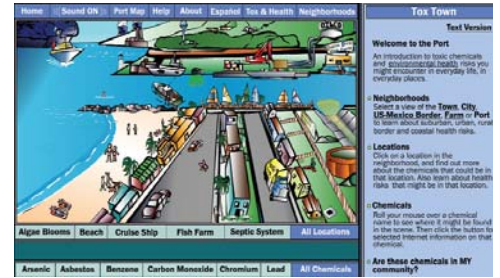 Home Sound ON Port Map Help About Español Tox & Health Neighborhoods
Tox Town
Text Version
Welcome to the Port
An introduction to toxic chemicals
and environmental health risks you
might encounter in everyday life, in
everyday places.
Neighborhoods
Select a view of the Town, City,
US-Mexico Border, Farm or Port
to learn about suburban, urban, rural
border and coastal health risks.
Locations
Click on a location in the
neighborhood, and find out more
about the chemicals that could be in
that location. Also learn about health
risks that might be in that location.
Chemicals
Roll your mouse over a chemical
name to see where it might be found
in the scene. Then click the button for
selected Internet information on that
chemical.
Are these chemicals in MY
community?
Algae Blooms Beach Cruise Ship Fish Farm Septic System All Locations
Arsenic Asbestos Benzene Carbon Monoxide Chromium Lead All Chemicals